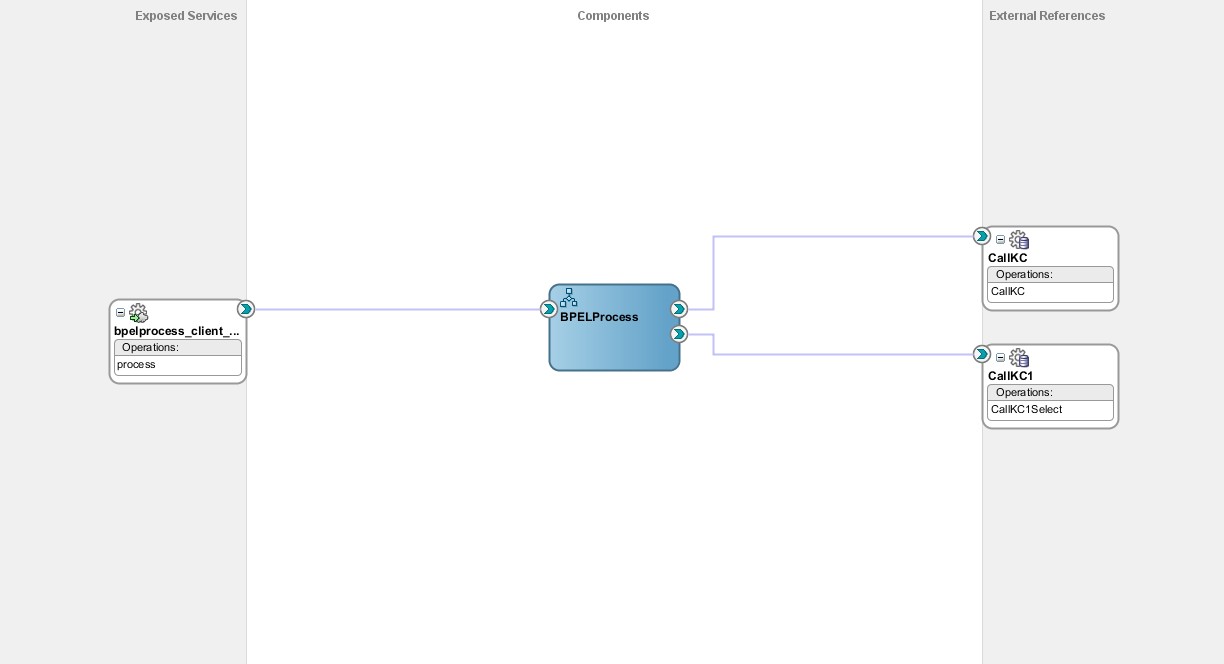 Exposed Services
Components
External References
bpelprocess_client_...
Operations:
process
BPELProcess
CallKC
Operations:
CallKC
CallKC1
Operations:
CallKC1Select